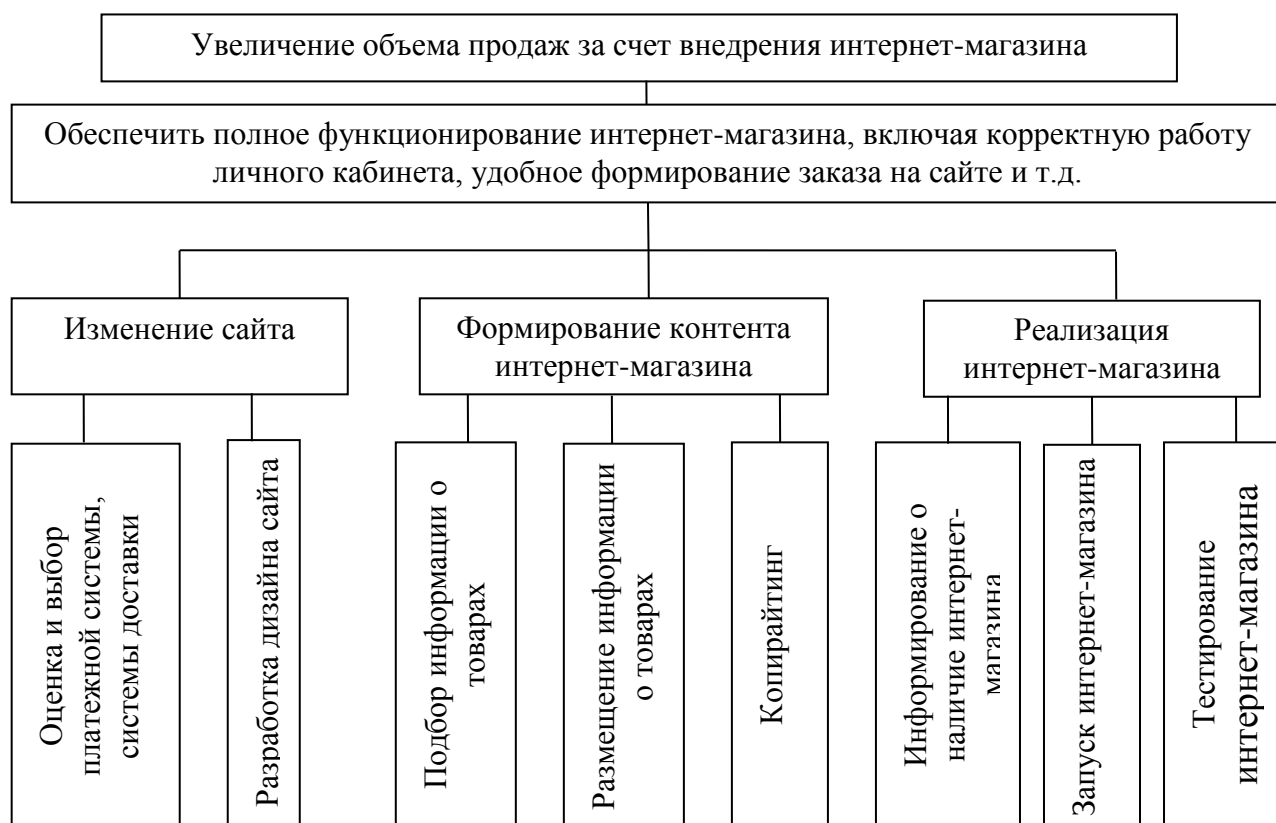 Увеличение объема продаж за счет внедрения интернет-магазина
Обеспечить полное функционирование интернет-магазина, включая корректную работу
личного кабинета, удобное формирование заказа на сайте и т.д.
Изменение сайта
Формирование контента
интернет-магазина
Реализация
интернет-магазина
Оценка и выбор
платежной системы,
системы доставки
Разработка дизайна сайта
Подбор информации о
товарах
Размещение информации
о товарах
Копирайтинг
Информирование о
наличие интернет-
магазина
Запуск интернет-магазина
Тестирование
интернет-магазина